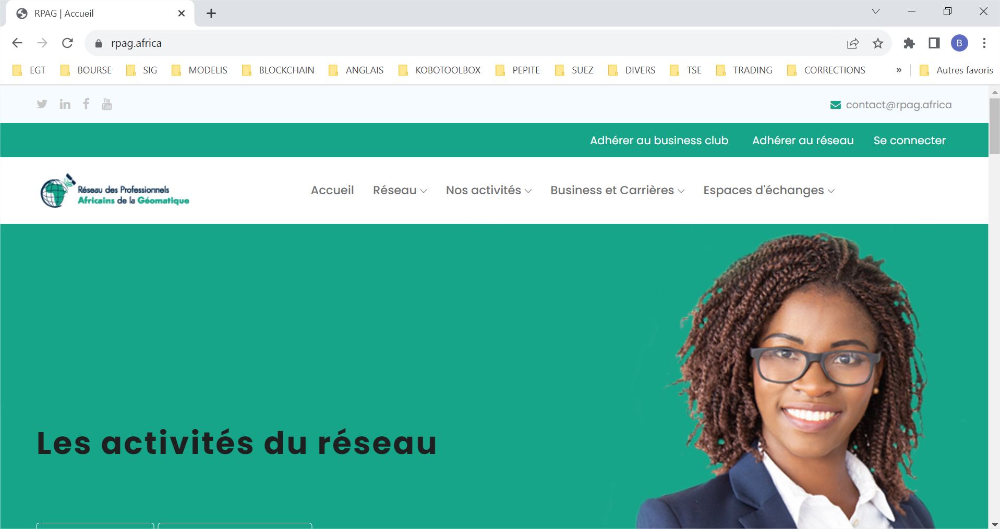 RPAG | Accueil
rpag.africa
B
EGT BOURSE SIG MODELIS BLOCKCHAIN ANGLAIS KOBOTOOLBOX PEPITE SUEZ DIVERS TSE TRADING CORRECTIONS » Autres favoris
You
Tube
contact@rpag.africa
Adhérer au business club Adhérer au réseau Se connecter
Réseau des Professionnels
Africains de la Géomatique
Accueil Réseau Nos activités Business et Carrières Espaces d'échanges
Les activités du réseau